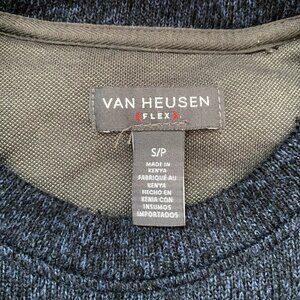 VAN HEUSEN
FLEX
S/P
MADE IN
KENYA
FABRIQUÉ AU
KENYA
HECHO EN
KENIA CON
INSUMOS
IMPORTADOS